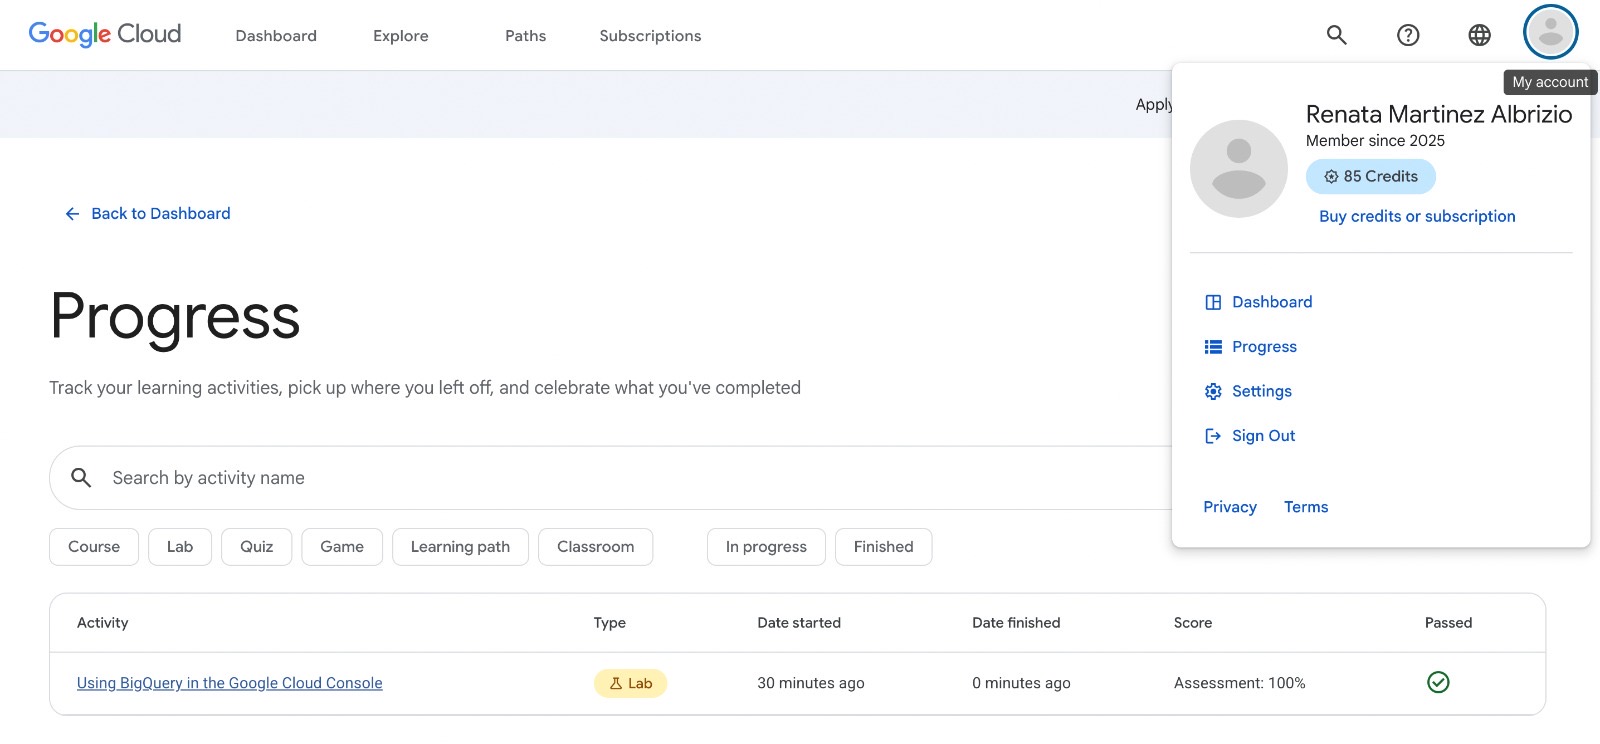 Google Cloud Dashboard Explore Paths Subscriptions
My account
Apply
Renata Martinez Albrizio
Member since 2025
85 Credits
Buy credits or subscription
Dashboard
Progress
Settings
Sign Out
Privacy Terms
Back to Dashboard
Progress
Track your learning activities, pick up where you left off, and celebrate what you've completed
Search by activity name
Course Lab Quiz Game Learning path Classroom In progress Finished
Activity Type Date started Date finished Score Passed
Using BigQuery in the Google Cloud Console Lab 30 minutes ago 0 minutes ago Assessment: 100%